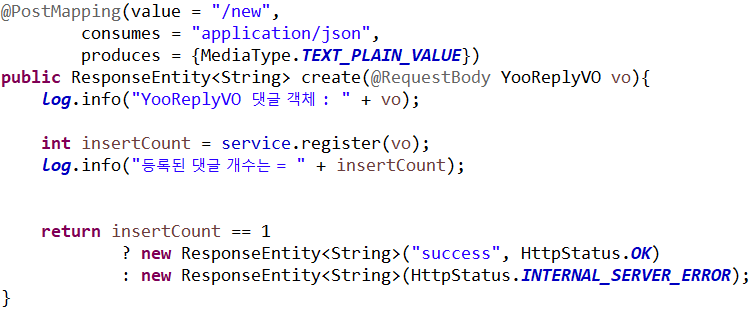 @PostMapping(value = "/new",
        consumes = "application/json",
        produces = {MediaType.TEXT_PLAIN_VALUE})
public ResponseEntity<String> create(@RequestBody YooReplyVO vo){
    log.info("YooReplyVO 댓글 객체 : " + vo);
    int insertCount = service.register(vo);
    log.info("등록된 댓글 개수는 = " + insertCount);
    return insertCount == 1
            ? new ResponseEntity<String>("success", HttpStatus.OK)
            : new ResponseEntity<String>(HttpStatus.INTERNAL_SERVER_ERROR);
}